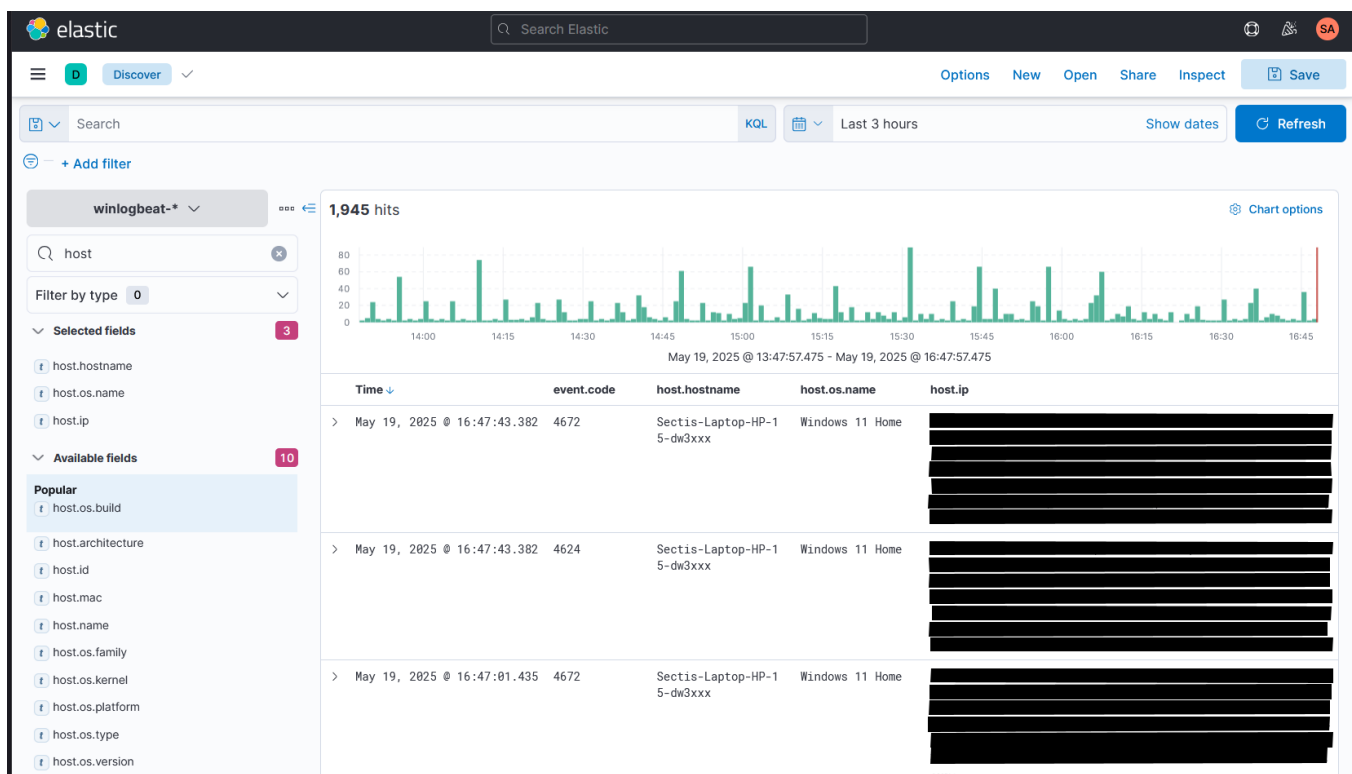 elastic
Search Elastic
SA
D Discover Options New Open Share Inspect Save
Search KQL Last 3 hours Show dates Refresh
+ Add filter
winlogbeat-*
1,945 hits Chart options
host
Filter by type 0
Selected fields 3
host.hostname
host.os.name
host.ip
Available fields 10
Popular
host.os.build
host.architecture
host.id
host.mac
host.name
host.os.family
host.os.kernel
host.os.platform
host.os.type
host.os.version
80
60
40
20
0
14:00 14:15 14:30 14:45 15:00 15:15 15:30 15:45 16:00 16:15 16:30 16:45
May 19, 2025 @ 13:47:57.475 - May 19, 2025 @ 16:47:57.475
Time event.code host.hostname host.os.name host.ip
May 19, 2025 @ 16:47:43.382 4672 Sectis-Laptop-HP-1 Windows 11 Home
5-dw3xxx
May 19, 2025 @ 16:47:43.382 4624 Sectis-Laptop-HP-1 Windows 11 Home
5-dw3xxx
May 19, 2025 @ 16:47:01.435 4672 Sectis-Laptop-HP-1 Windows 11 Home
5-dw3xxx